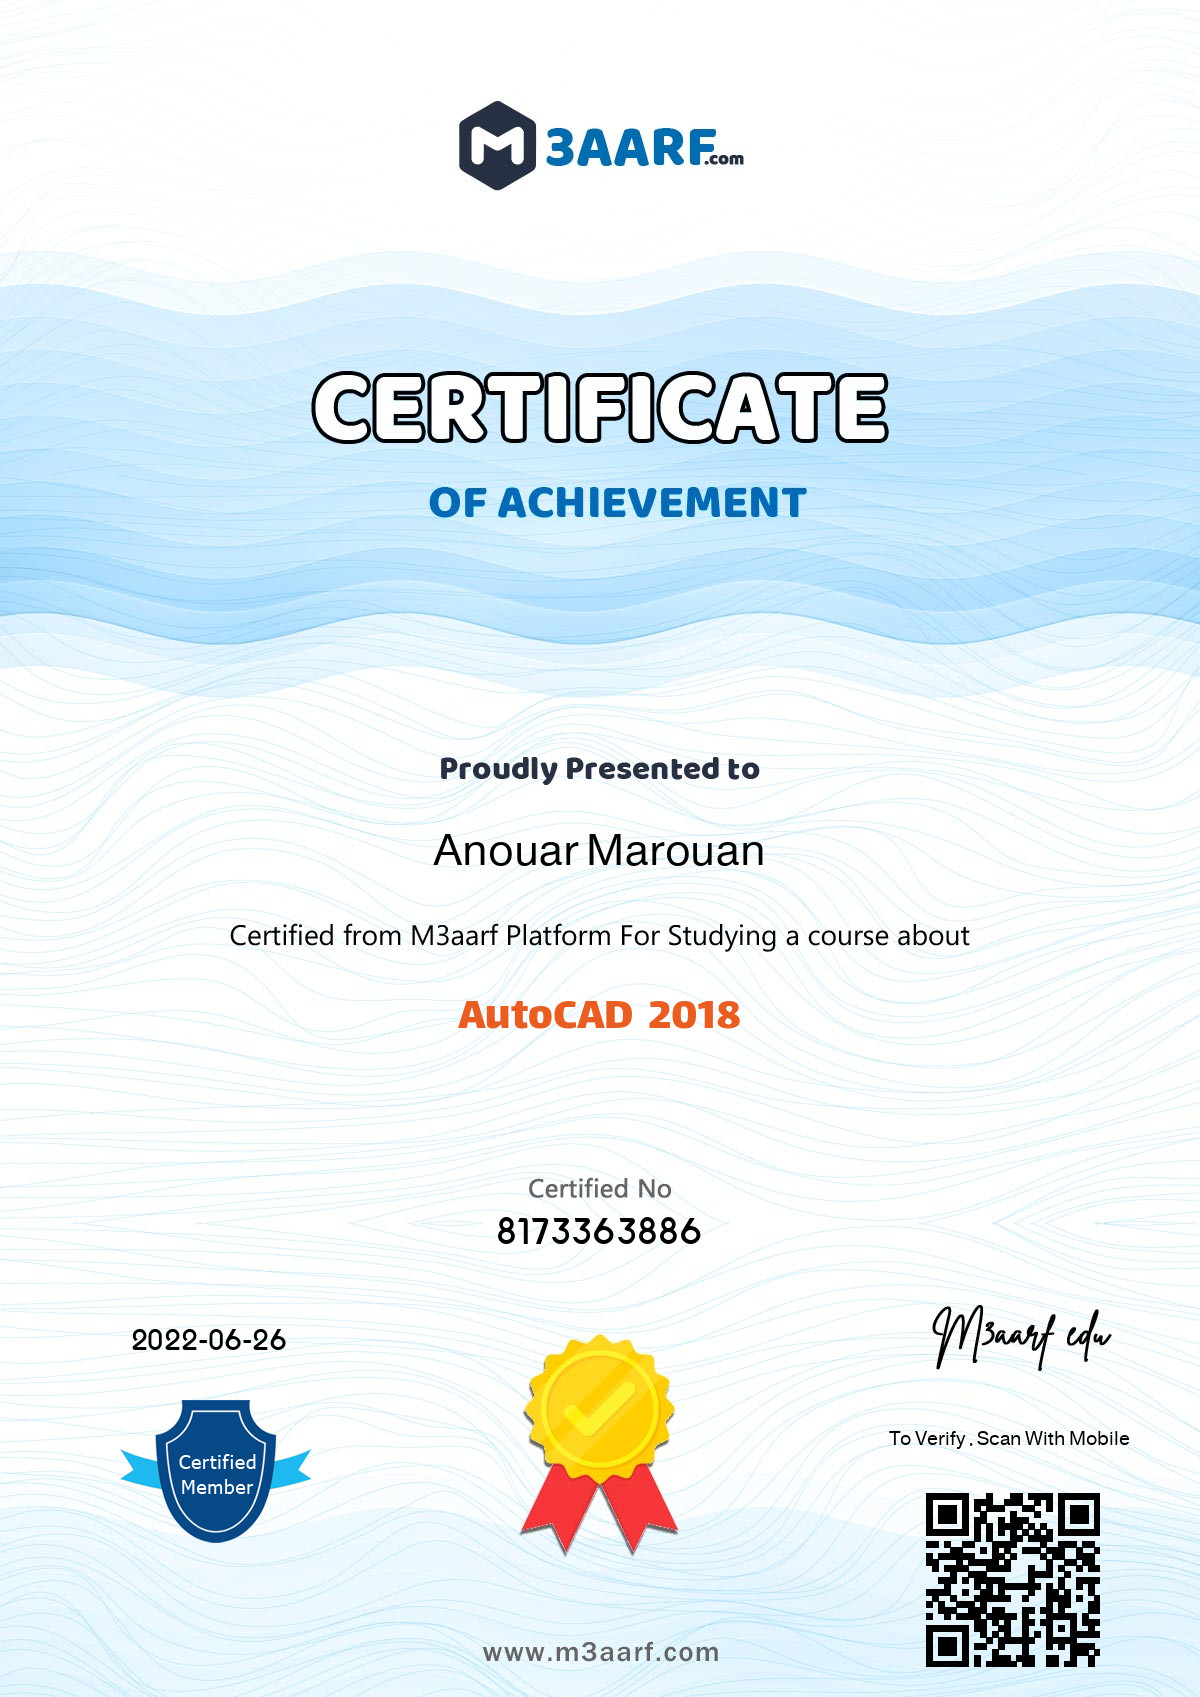 M3AARF.com
CERTIFICATE
OF ACHIEVEMENT
Proudly Presented to
Anouar Marouan
Certified from M3aarf Platform For Studying a course about
AutoCAD 2018
Certified No
8173363886
2022-06-26
M3aarf edu
Certified
Member
To Verify , Scan With Mobile
www.m3aarf.com